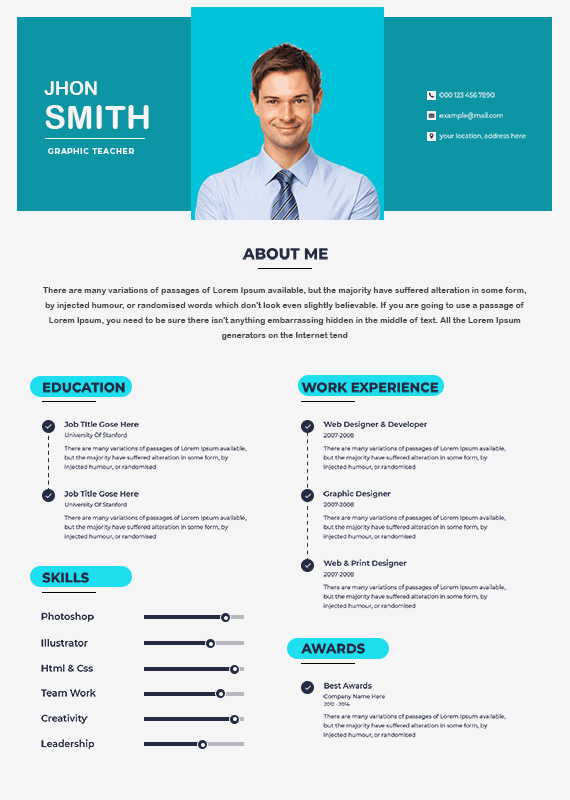 JHON
SMITH
GRAPHIC TEACHER
000 123 456 7890
example@mail.com
your location, address here
ABOUT ME
There are many variations of passages of Lorem Ipsum available, but the majority have suffered alteration in some form,
by injected humour, or randomised words which don't look even slightly believable. If you are going to use a passage of
Lorem Ipsum, you need to be sure there isn't anything embarrassing hidden in the middle of text. All the Lorem Ipsum
generators on the Internet tend
EDUCATION
Job Title Gose Here
University Of Stanford
There are many variations of passages of Lorem Ipsum available,
but the majority have suffered alteration in some form, by
injected humour, or randomised
Job Title Gose Here
University Of Stanford
There are many variations of passages of Lorem Ipsum available,
but the majority have suffered alteration in some form, by
injected humour, or randomised
SKILLS
Photoshop
Illustrator
Html & Css
Team Work
Creativity
Leadership
WORK EXPERIENCE
Web Designer & Developer
2007-2008
There are many variations of passages of Lorem Ipsum available,
but the majority have suffered alteration in some form, by
injected humour, or randomised
Graphic Designer
2007-2008
There are many variations of passages of Lorem Ipsum available,
but the majority have suffered alteration in some form, by
injected humour, or randomised
Web & Print Designer
2007-2008
There are many variations of passages of Lorem Ipsum available,
but the majority have suffered alteration in some form, by
injected humour, or randomised
AWARDS
Best Awards
Company Name Here
2012 - 2014
There are many variations of passages of Lorem Ipsum available,
but the majority have suffered alteration in some form, by
injected humour, or randomised